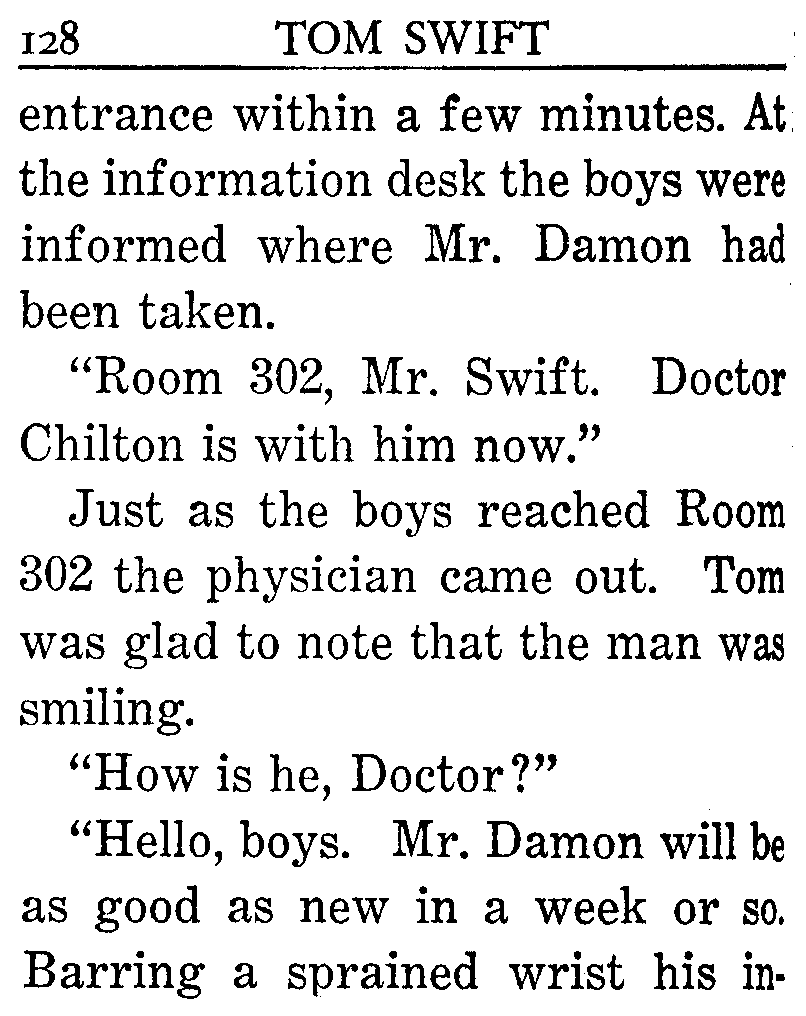 128 TOM SWIFT
entrance within a few minutes. At
the information desk the boys were
informed where Mr. Damon had
been taken.
“Room 302, Mr. Swift. Doctor
Chilton is with him now.”
Just as the boys reached Room
302 the physician came out. Tom
was glad to note that the man was
smiling.
“How is he, Doctor?”
“Hello, boys. Mr. Damon will be
as good as new in a week or so.
Barring a sprained wrist his in-